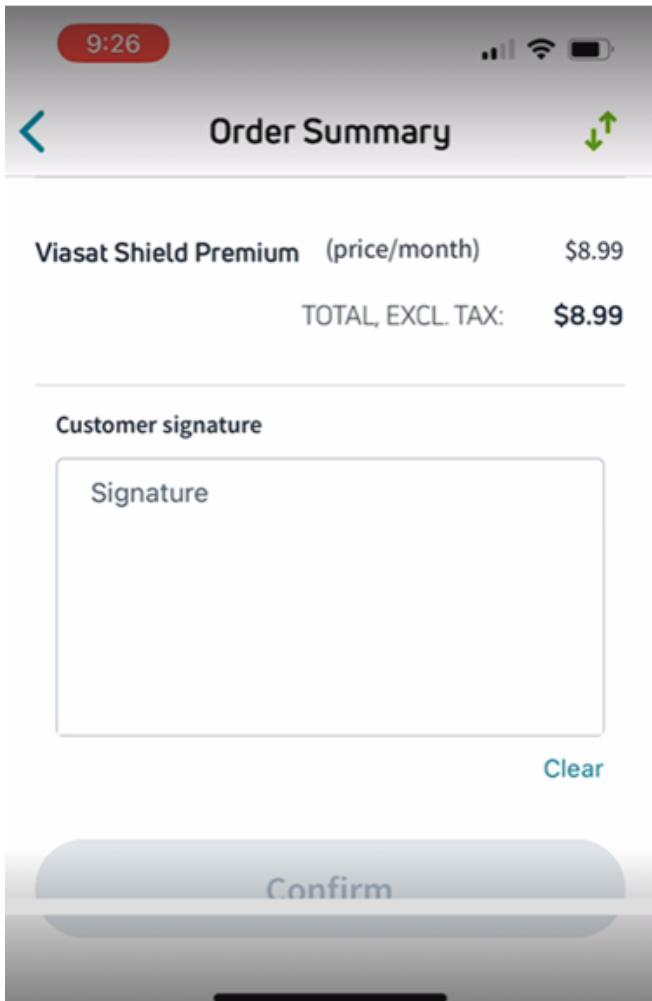 9:26
Order Summary
Viasat Shield Premium (price/month) $8.99
TOTAL, EXCL. TAX: $8.99
Customer signature
Signature
Clear
Confirm